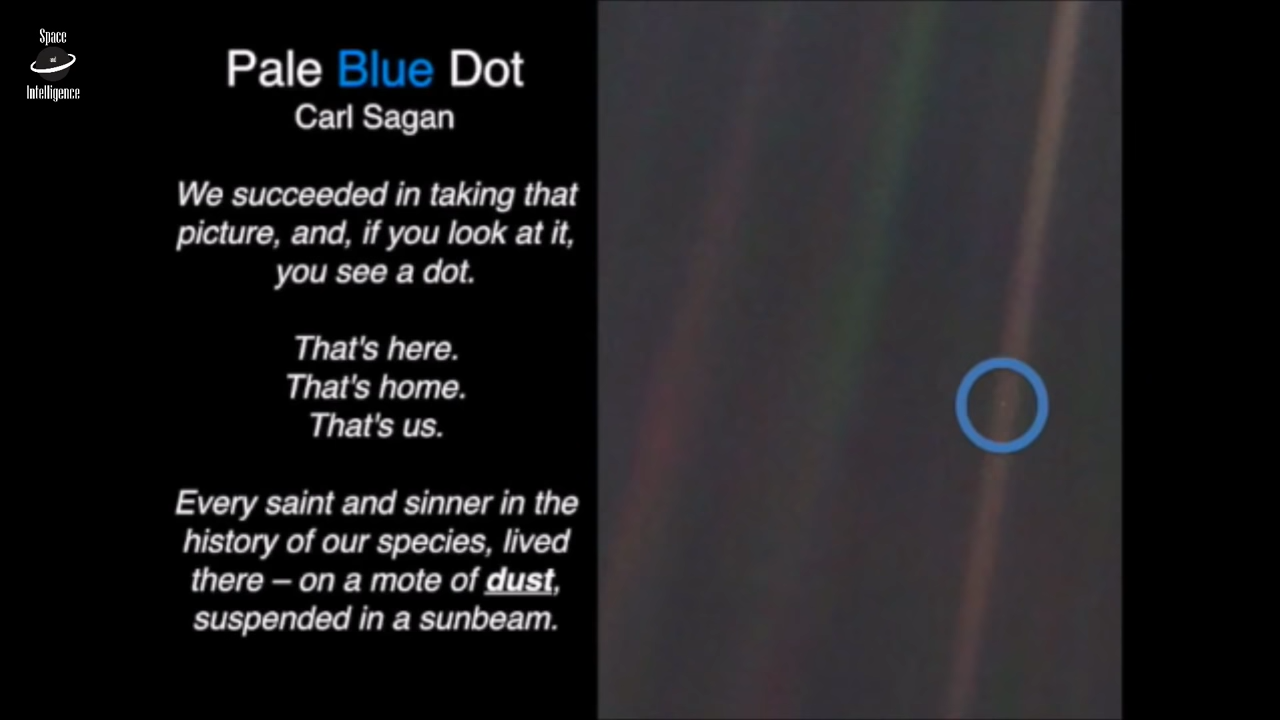 Space
and
Intelligence
Pale Blue Dot
Carl Sagan
We succeeded in taking that
picture, and, if you look at it,
you see a dot.
That's here.
That's home.
That's us.
Every saint and sinner in the
history of our species, lived
there – on a mote of dust,
suspended in a sunbeam.